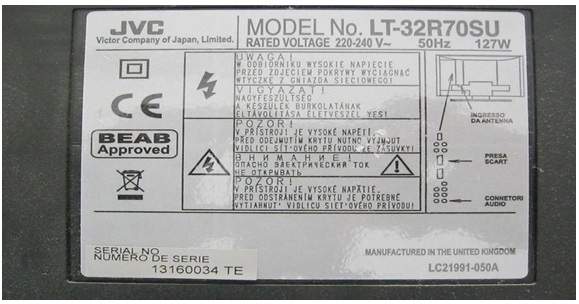 JVC
Victor Company of Japan, Limited.
MODEL No. LT-32R70SU
RATED VOLTAGE 220-240 V~ 50Hz 127W
UWAGA!
W ODBIORNIKU WYSOKIE NAPIĘCIE
PRZED ZDJĘCIEM POKRYWY WYCIĄGNĄĆ
WTYCZKĘ Z GNIAZDA SIECIOWEGO!
VIGYÁZAT!
NAGYFESZÜLTSÉG
A KÉSZÜLÉK BURKOLATÁNAK
ELTÁVOLÍTÁSA ÉLETVESZÉLYES!
POZOR!
V PŘÍSTROJI JE VYSOKÉ NAPĚTÍ.
PŘED ODEJMUTÍM KRYTU NUTNO VYJMOUT
VIDLICI SÍŤOVÉHO PŘÍVODU ZE ZÁSUVKY!
ВНИМАНИЕ!
ОПАСНО ЭЛЕКТРИЧЕСКИЙ ТОК
НЕ ОТКРЫВАТЬ
POZOR!
V PRÍSTROJI JE VYSOKÉ NAPÄTIE.
PRED ODSTRÁNENÍM KRYTU JE POTREBNÉ
VYTIAHNUŤ VIDLICU SIEŤOVÉHO PRÍVODU!
CE
BEAB
Approved
INGRESSO
DA ANTENNA
PRESA
SCART
CONNETORI
AUDIO
SERIAL NO
NÚMERO DE SERIE
13160034 TE
MANUFACTURED IN THE UNITED KINGDOM
LC21991-050A